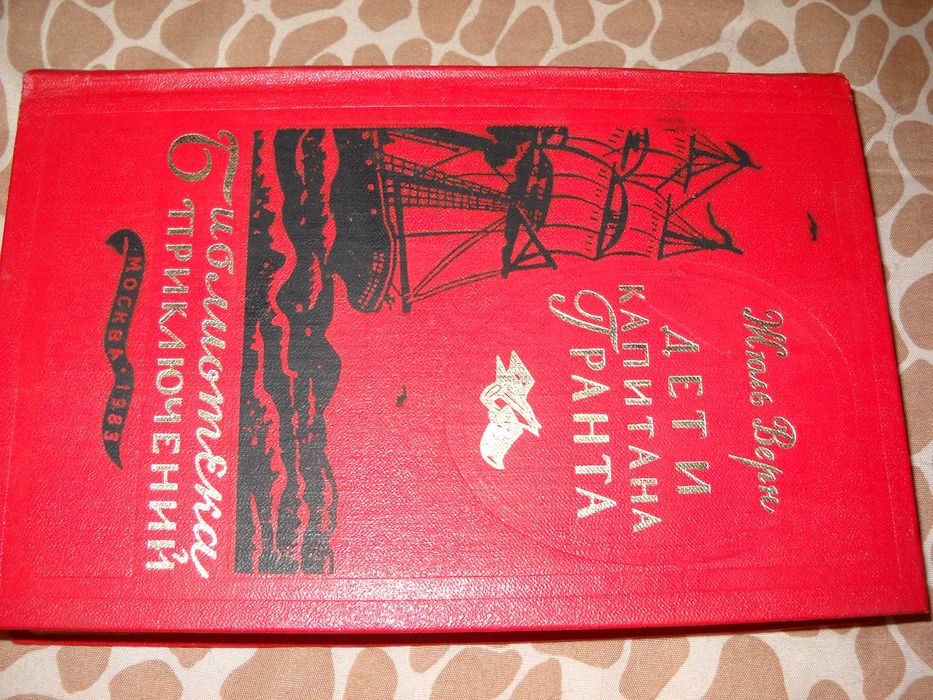 Жюль Верн
ДЕТИ
КАПИТАНА
ГРАНТА
Библиотека
ПРИКЛЮЧЕНИЙ
МОСКВА · 1983